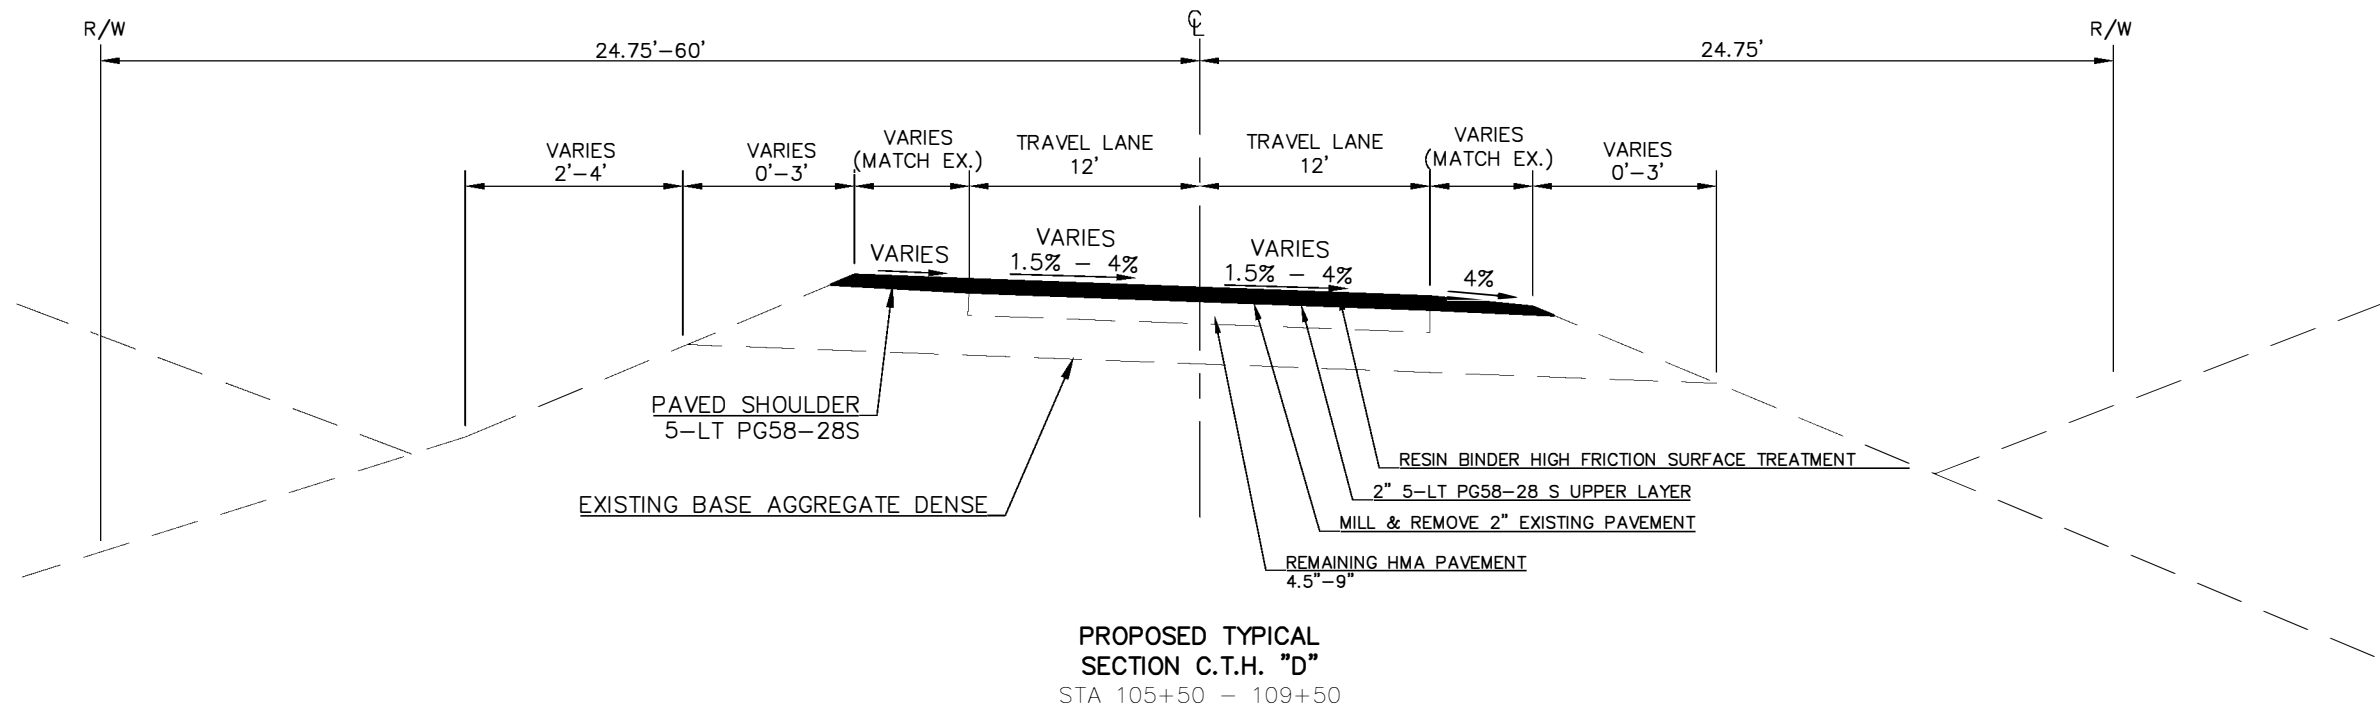 R/W
℄
R/W
24.75'-60'
24.75'
VARIES
2'-4'
VARIES
0'-3'
VARIES
(MATCH EX.)
TRAVEL LANE
12'
TRAVEL LANE
12'
VARIES
(MATCH EX.)
VARIES
0'-3'
VARIES
VARIES
1.5% - 4%
VARIES
1.5% - 4%
4%
PAVED SHOULDER
5-LT PG58-28S
EXISTING BASE AGGREGATE DENSE
RESIN BINDER HIGH FRICTION SURFACE TREATMENT
2" 5-LT PG58-28 S UPPER LAYER
MILL & REMOVE 2" EXISTING PAVEMENT
REMAINING HMA PAVEMENT
4.5"-9"
PROPOSED TYPICAL
SECTION C.T.H. "D"
STA 105+50 - 109+50